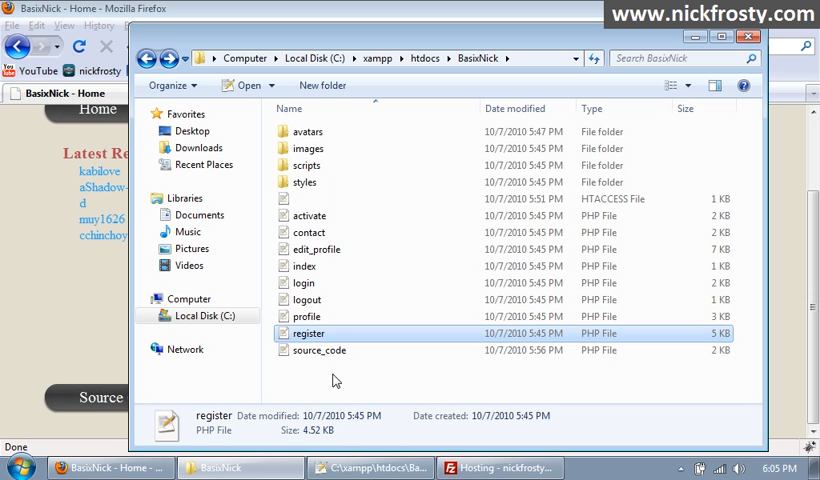 BasixNick - Home - Mozilla Firefox
www.nickfrosty.com
File Edit View History
YouTube nickfrosty
BasixNick - Home
Home
Latest Re
kabilove
aShadow-
d
muy1626
cchinchoy
Source
Done
Computer Local Disk (C:) xampp htdocs BasixNick
Search BasixNick
Organize Open New folder
Favorites
Desktop
Downloads
Recent Places
Libraries
Documents
Music
Pictures
Videos
Computer
Local Disk (C:)
Network
Name Date modified Type Size
avatars 10/7/2010 5:47 PM File folder
images 10/7/2010 5:45 PM File folder
scripts 10/7/2010 5:45 PM File folder
styles 10/7/2010 5:45 PM File folder
10/7/2010 5:51 PM HTACCESS File 1 KB
activate 10/7/2010 5:45 PM PHP File 2 KB
contact 10/7/2010 5:45 PM PHP File 2 KB
edit_profile 10/7/2010 5:45 PM PHP File 7 KB
index 10/7/2010 5:45 PM PHP File 1 KB
login 10/7/2010 5:45 PM PHP File 2 KB
logout 10/7/2010 5:45 PM PHP File 1 KB
profile 10/7/2010 5:45 PM PHP File 3 KB
register 10/7/2010 5:45 PM PHP File 5 KB
source_code 10/7/2010 5:56 PM PHP File 2 KB
register Date modified: 10/7/2010 5:45 PM Date created: 10/7/2010 5:45 PM
PHP File Size: 4.52 KB
BasixNick - Home - ... BasixNick C:\xampp\htdocs\Ba... Hosting - nickfrosty... 6:05 PM